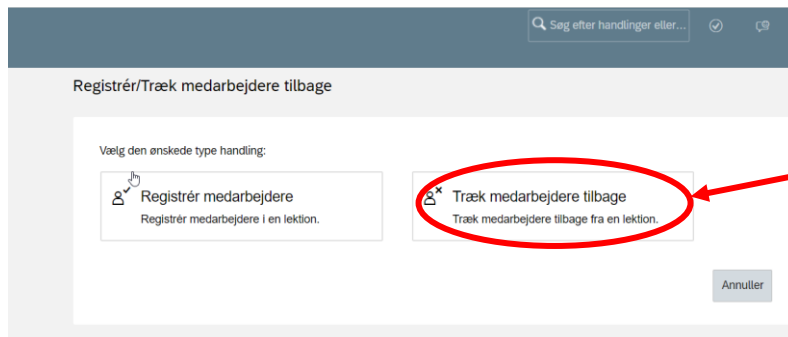 Søg efter handlinger eller...
Registrér/Træk medarbejdere tilbage
Vælg den ønskede type handling:
Registrér medarbejdere
Registrér medarbejdere i en lektion.
Træk medarbejdere tilbage
Træk medarbejdere tilbage fra en lektion.
Annuller